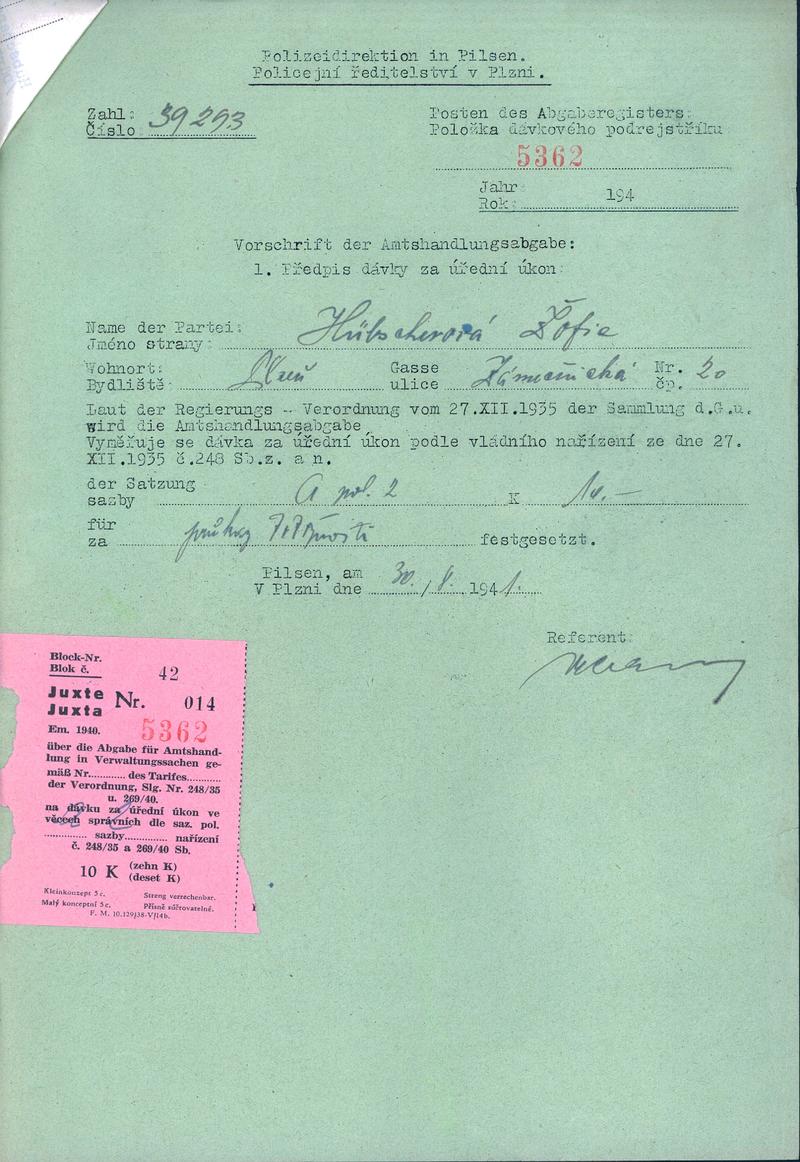 Polizeidirektion in Pilsen.
Policejní ředitelství v Plzni.
Zahl:
Číslo 39293
Posten des Abgaberegisters:
Položka dávkového podrejstříku
5362
Jahr
Rok: 194
Vorschrift der Amtshandlungsabgabe:
1. Předpis dávky za úřední úkon:
Name der Partei: Hübscherová Žofie
Jméno strany:
Wohnort: Plzeň Gasse Zámečnická Nr. 20
Bydliště: ulice čp.
Laut der Regierungs - Verordnung vom 27.XII.1935 der Sammlung d.G.u.
wird die Amtshandlungsabgabe
Vyměřuje se dávka za úřední úkon podle vládního nařízení ze dne 27.
XII.1935 č.248 Sb.z. a n.
der Satzung A pol. 2 K 10.-
sazby
für
za průkaz festgesetzt.
Pilsen, am
V Plzni dne 30./8. 1941.
Referent:
Block-Nr.
Blok č. 42
Juxte
Juxta Nr. 014
Em. 1940. 5362
über die Abgabe für Amtshand-
lung in Verwaltungssachen ge-
mäß Nr............ des Tarifes...........
der Verordnung, Slg. Nr. 248/35
u. 269/40.
na dávku za úřední úkon ve
věcech správních dle saz. pol.
.............. sazby.............. nařízení
č. 248/35 a 269/40 Sb.
10 K (zehn K)
(deset K)
Kleinkonzept 5 c. Streng verrechenbar.
Malý konceptní 5 c. Přísně súčtovatelné.
F. M. 10.129/38-V/14b.